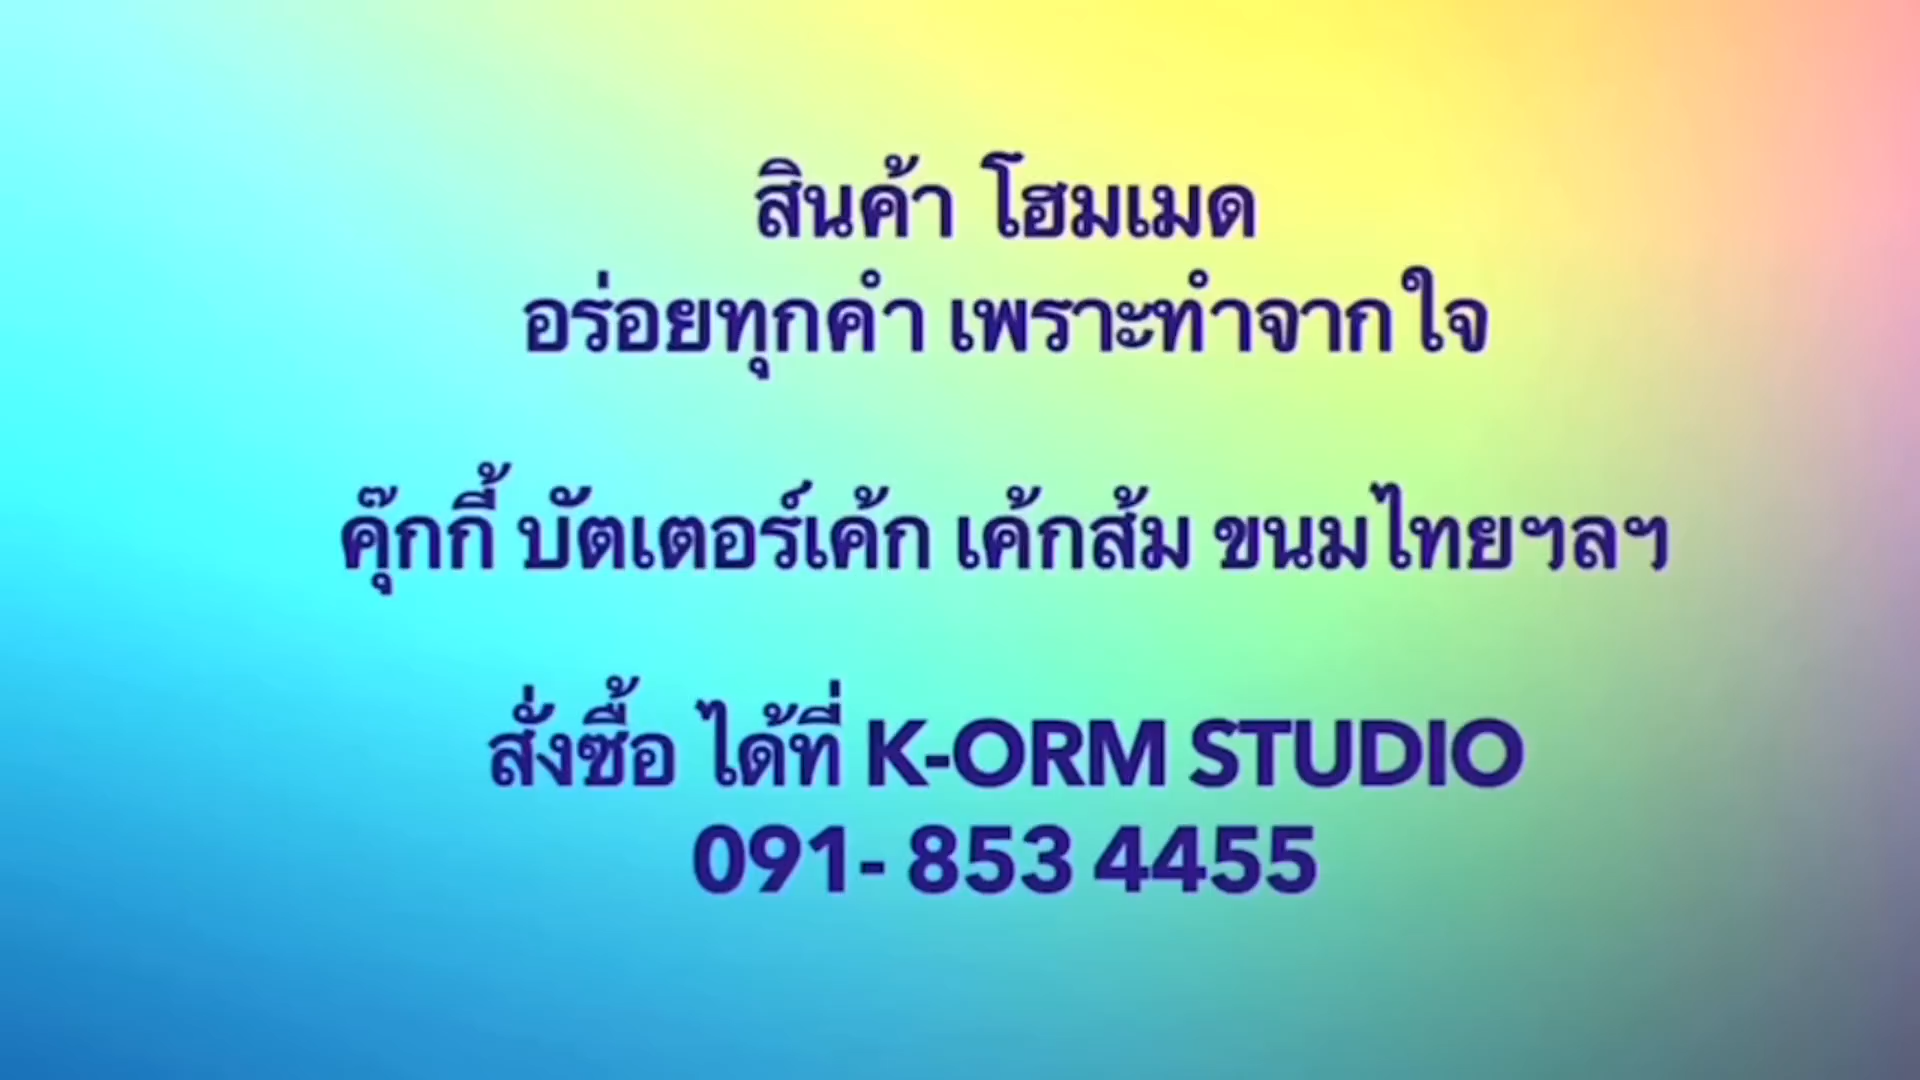 สินค้า โฮมเมด
อร่อยทุกคำ เพราะทำจากใจ
คุ๊กกี้ บัตเตอร์เค้ก เค้กส้ม ขนมไทยฯลฯ
สั่งซื้อ ได้ที่ K-ORM STUDIO
091- 853 4455